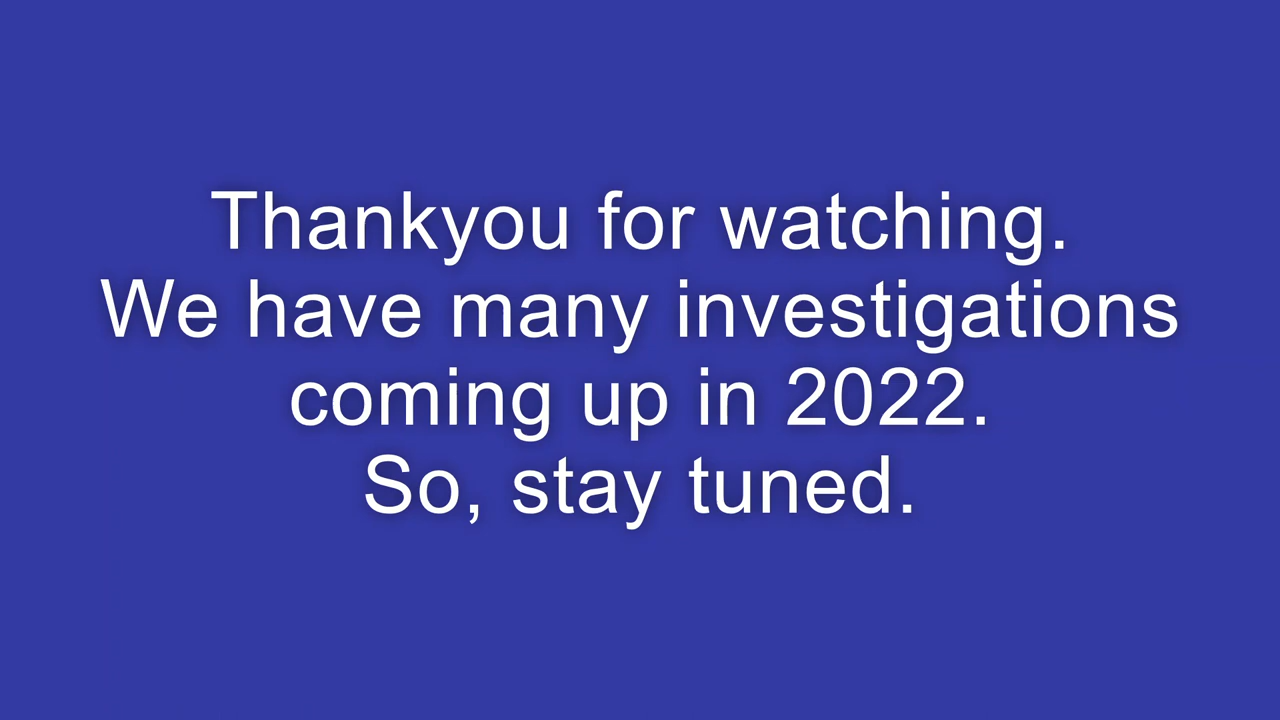 Thankyou for watching.
We have many investigations
coming up in 2022.
So, stay tuned.